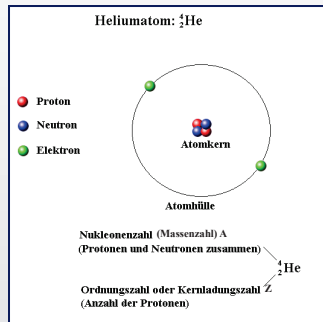 Heliumatom: ⁴₂He
Proton
Neutron
Elektron
Atomkern
Atomhülle
Nukleonenzahl (Massenzahl) A
(Protonen und Neutronen zusammen)
⁴₂He
Ordnungszahl oder Kernladungszahl Z
(Anzahl der Protonen)